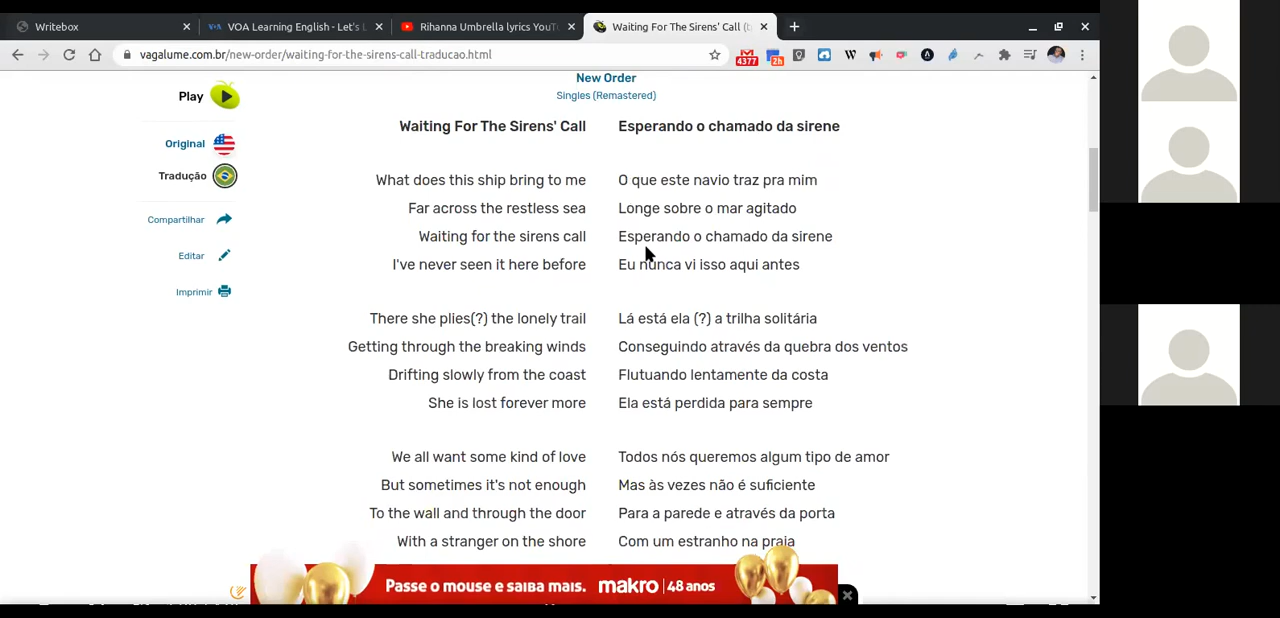 Writebox
VOA Learning English - Let's L
Rihanna Umbrella lyrics YouTu
Waiting For The Sirens' Call (t
vagalume.com.br/new-order/waiting-for-the-sirens-call-traducao.html
4377
2h
W
Play
Original
Tradução
Compartilhar
Editar
Imprimir
New Order
Singles (Remastered)
Waiting For The Sirens' Call Esperando o chamado da sirene
What does this ship bring to me O que este navio traz pra mim
Far across the restless sea Longe sobre o mar agitado
Waiting for the sirens call Esperando o chamado da sirene
I've never seen it here before Eu nunca vi isso aqui antes
There she plies(?) the lonely trail Lá está ela (?) a trilha solitária
Getting through the breaking winds Conseguindo através da quebra dos ventos
Drifting slowly from the coast Flutuando lentamente da costa
She is lost forever more Ela está perdida para sempre
We all want some kind of love Todos nós queremos algum tipo de amor
But sometimes it's not enough Mas às vezes não é suficiente
To the wall and through the door Para a parede e através da porta
With a stranger on the shore Com um estranho na praia
Passe o mouse e saiba mais. makro 48 anos